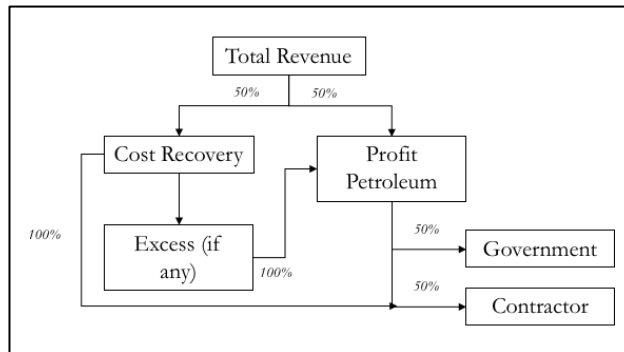 Total Revenue
50%
50%
Cost Recovery
Profit
Petroleum
100%
Excess (if
any)
100%
50%
Government
50%
Contractor